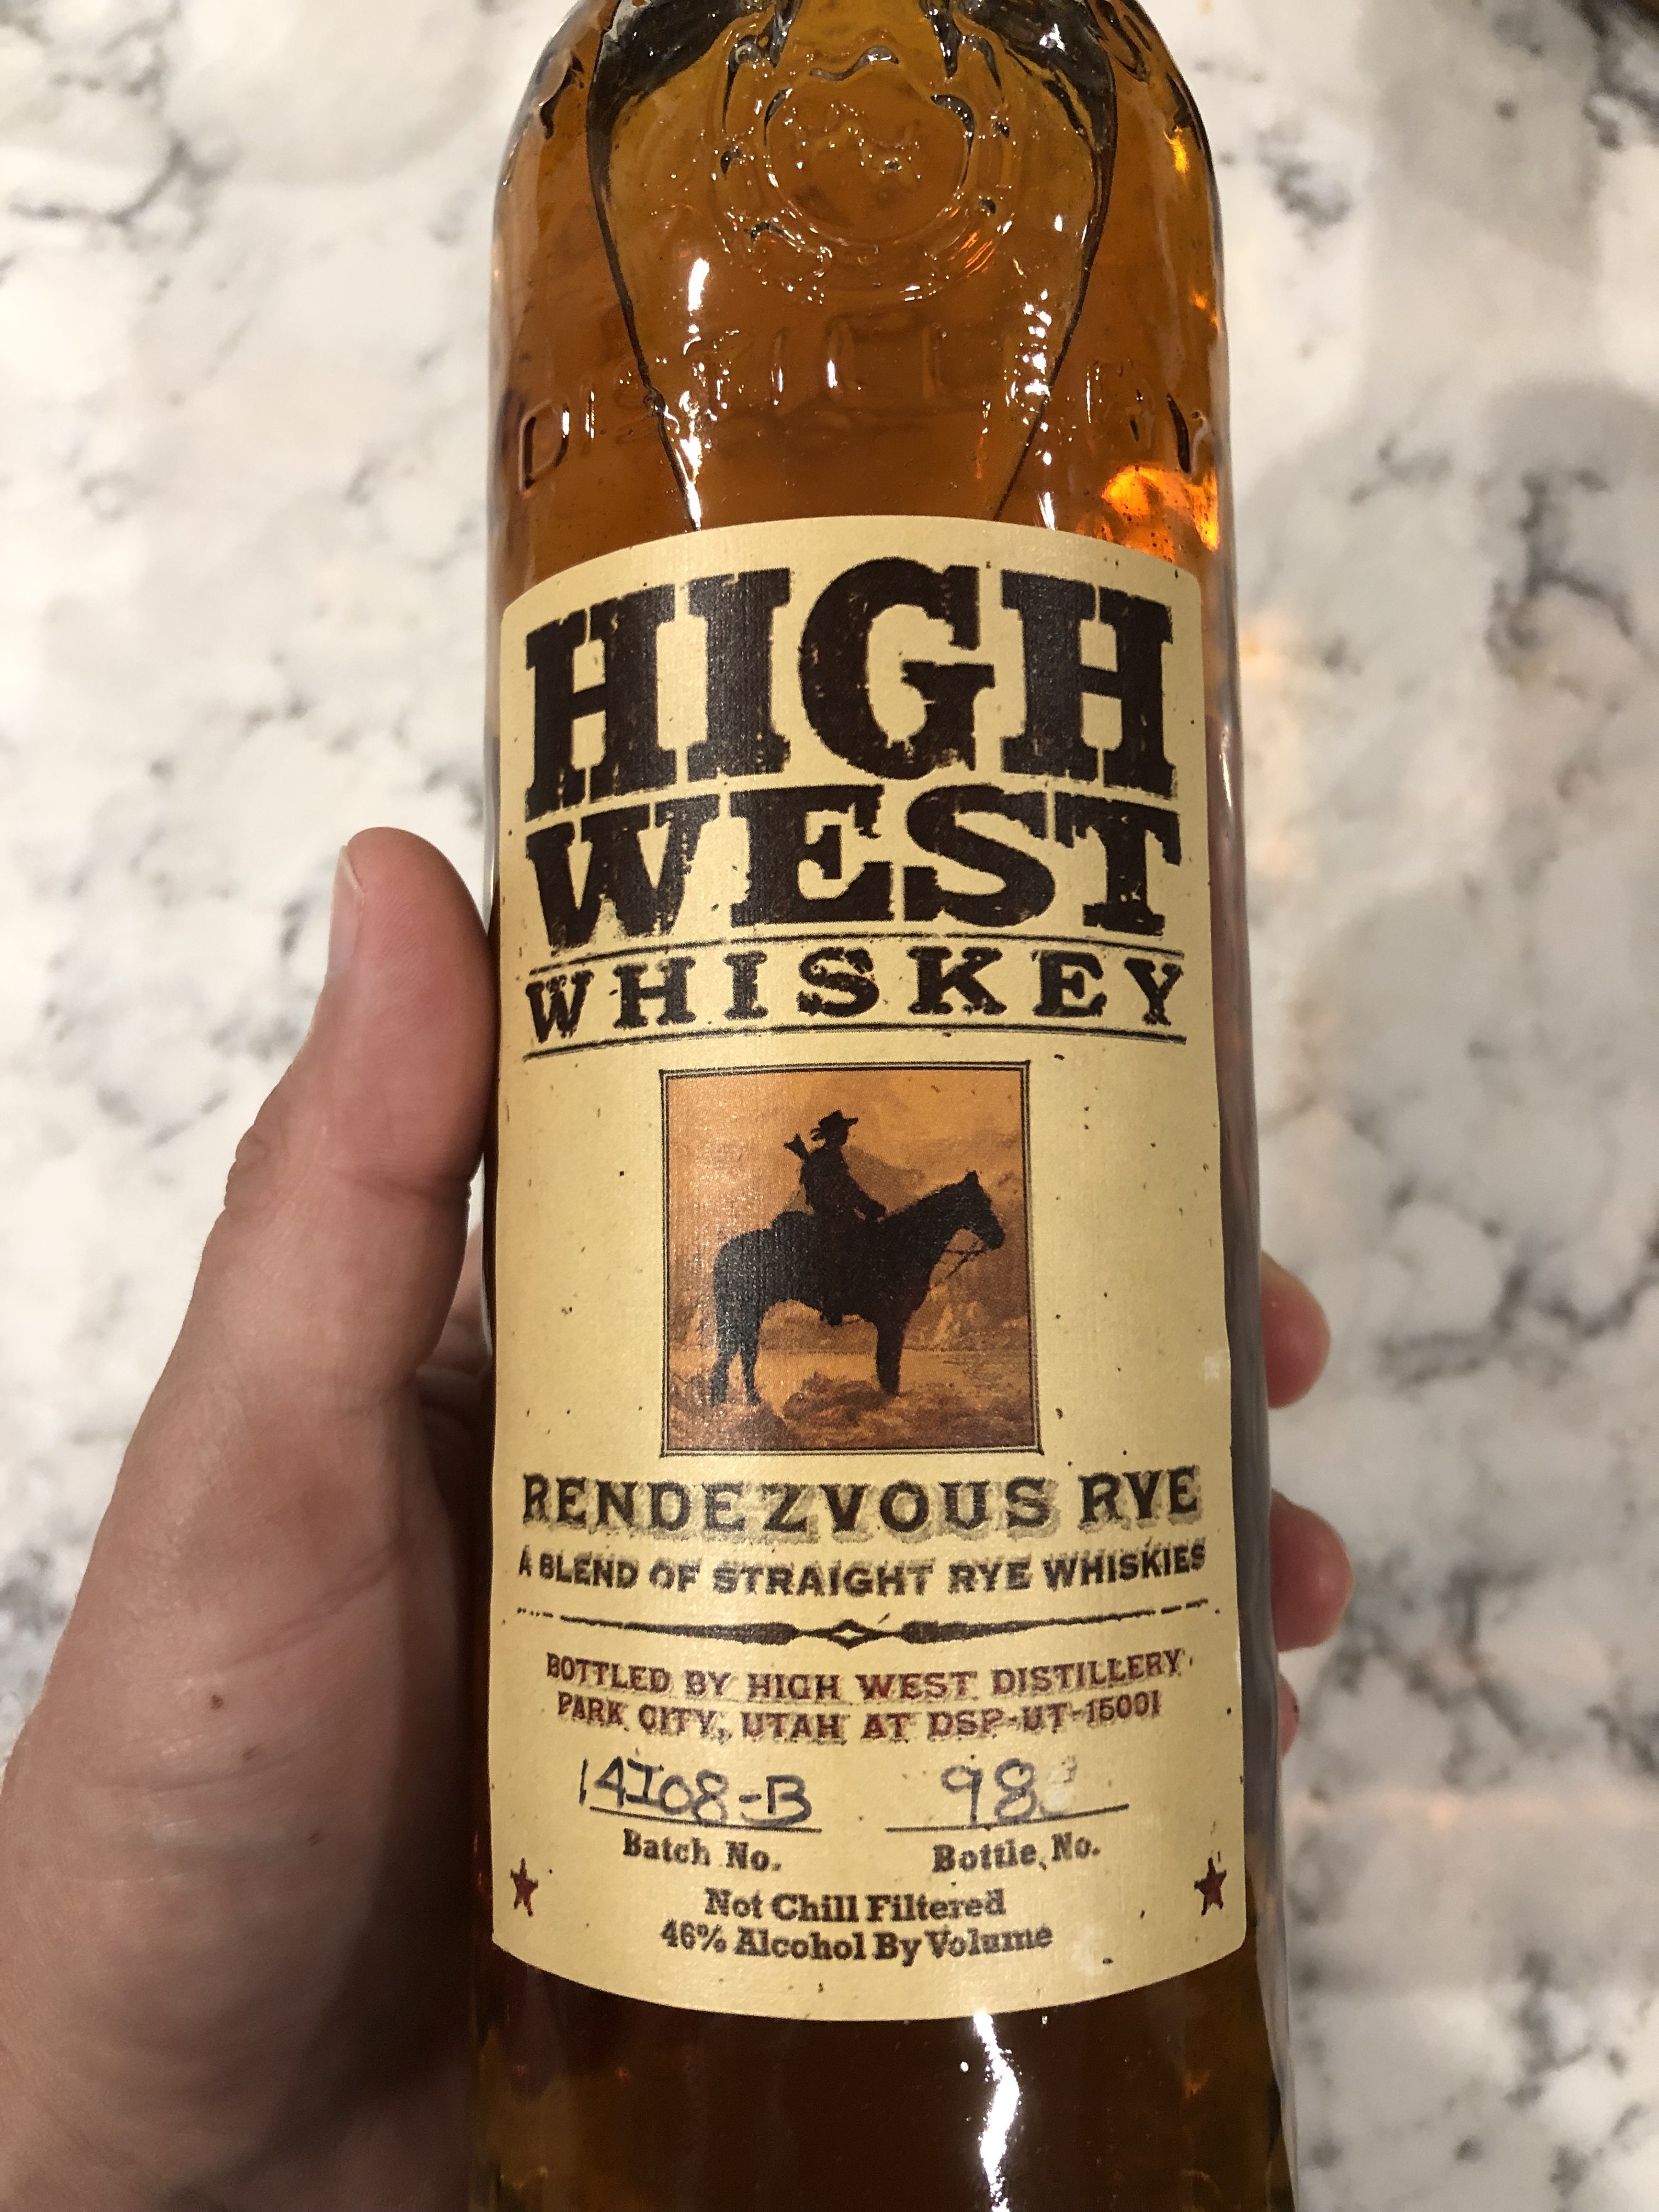 DISTILLERY
HIGH
WEST
WHISKEY
RENDEZVOUS RYE
A BLEND OF STRAIGHT RYE WHISKIES
BOTTLED BY HIGH WEST DISTILLERY
PARK CITY, UTAH AT DSP-UT-15001
14I08-B
Batch No. Bottle No.
Not Chill Filtered
46% Alcohol By Volume